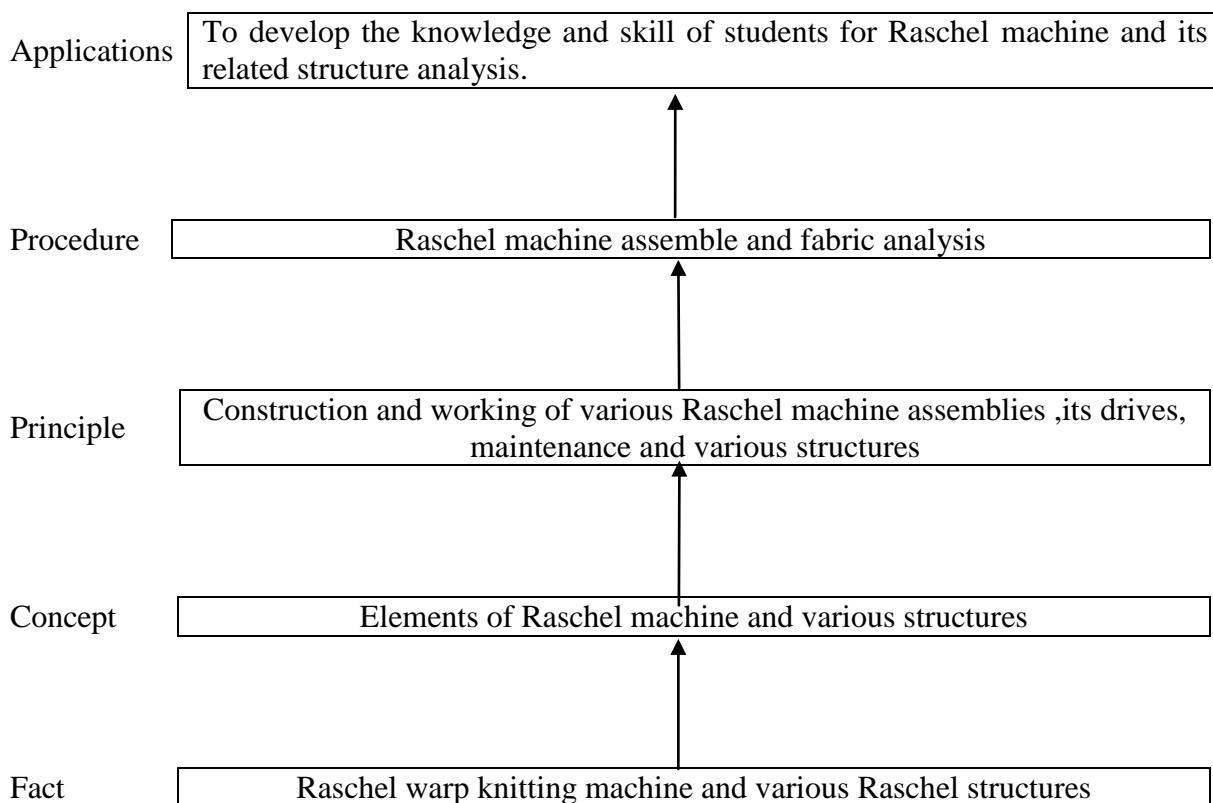 Applications
To develop the knowledge and skill of students for Raschel machine and its
related structure analysis.
Procedure
Raschel machine assemble and fabric analysis
Principle
Construction and working of various Raschel machine assemblies ,its drives,
maintenance and various structures
Concept
Elements of Raschel machine and various structures
Fact
Raschel warp knitting machine and various Raschel structures